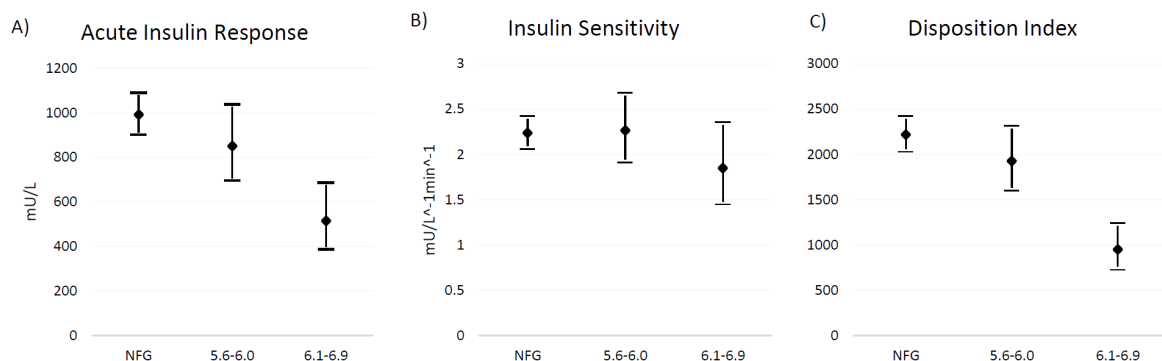 A)
Acute Insulin Response
mU/L
1200
1000
800
600
400
200
0
NFG 5.6-6.0 6.1-6.9
B)
Insulin Sensitivity
mU/L^-1min^-1
3
2.5
2
1.5
1
0.5
0
NFG 5.6-6.0 6.1-6.9
C)
Disposition Index
3000
2500
2000
1500
1000
500
0
NFG 5.6-6.0 6.1-6.9